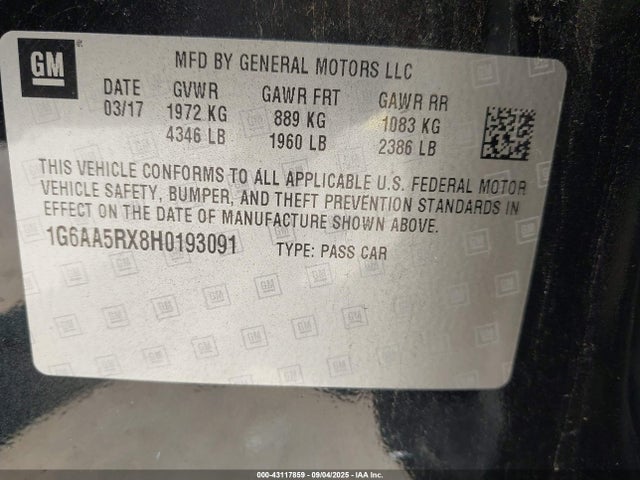 GM
MFD BY GENERAL MOTORS LLC
DATE GVWR GAWR FRT GAWR RR
03/17 1972 KG 889 KG 1083 KG
4346 LB 1960 LB 2386 LB
THIS VEHICLE CONFORMS TO ALL APPLICABLE U.S. FEDERAL MOTOR
VEHICLE SAFETY, BUMPER, AND THEFT PREVENTION STANDARDS IN
EFFECT ON THE DATE OF MANUFACTURE SHOWN ABOVE.
1G6AA5RX8H0193091 TYPE: PASS CAR
000-43117859 - 09/04/2025 - IAA Inc.